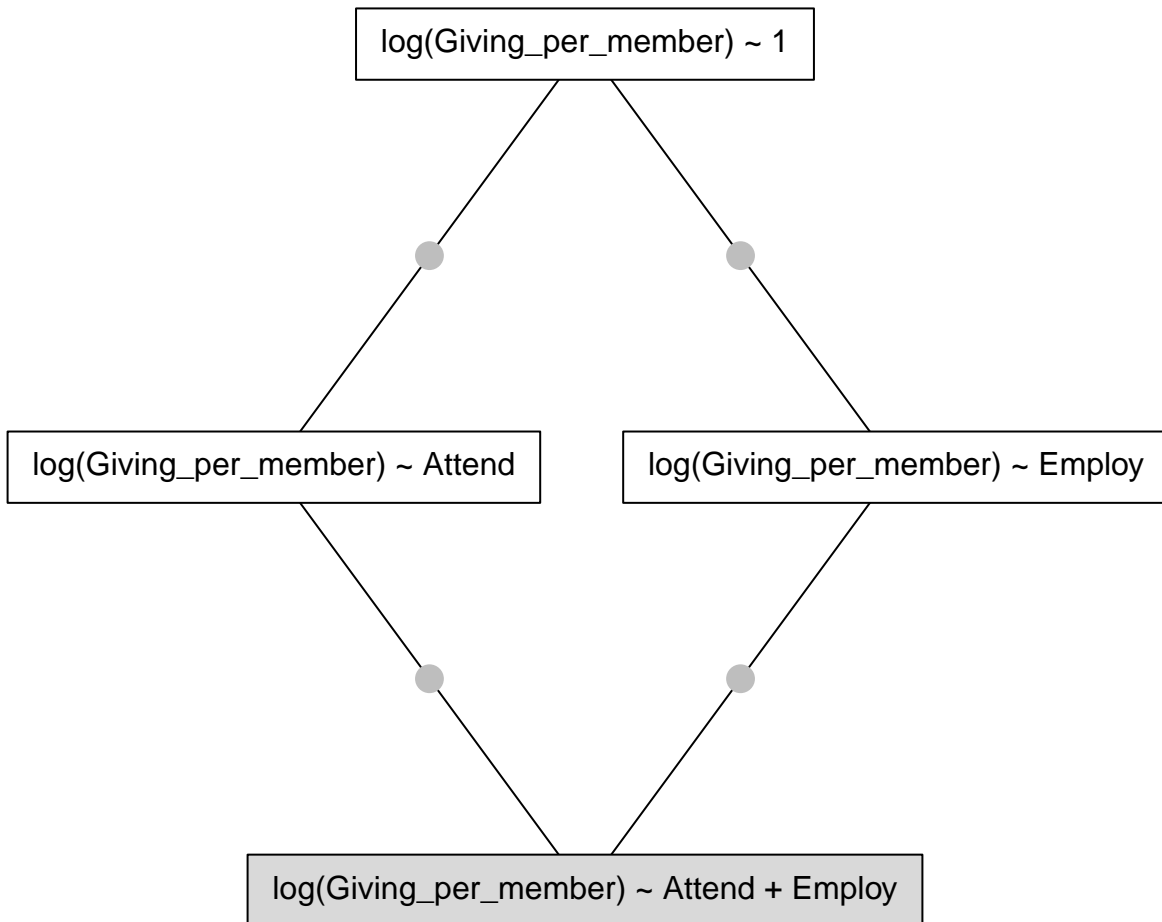 log(Giving_per_member) ~ 1
log(Giving_per_member) ~ Attend
log(Giving_per_member) ~ Employ
log(Giving_per_member) ~ Attend + Employ